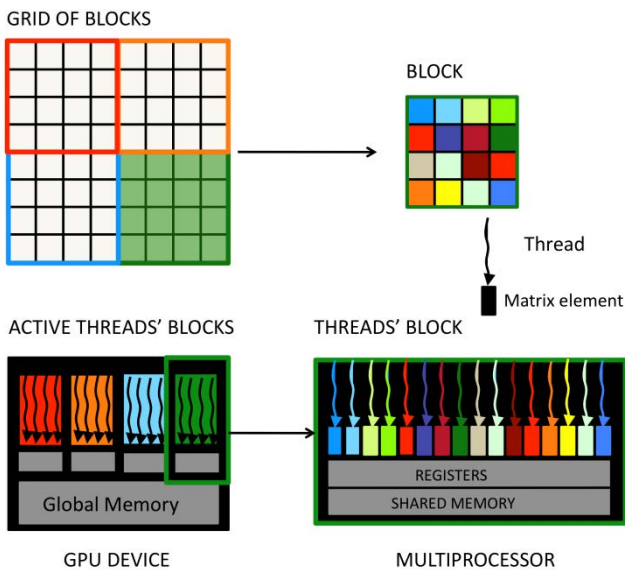 GRID OF BLOCKS
BLOCK
Thread
Matrix element
ACTIVE THREADS' BLOCKS
THREADS' BLOCK
Global Memory
REGISTERS
SHARED MEMORY
GPU DEVICE
MULTIPROCESSOR